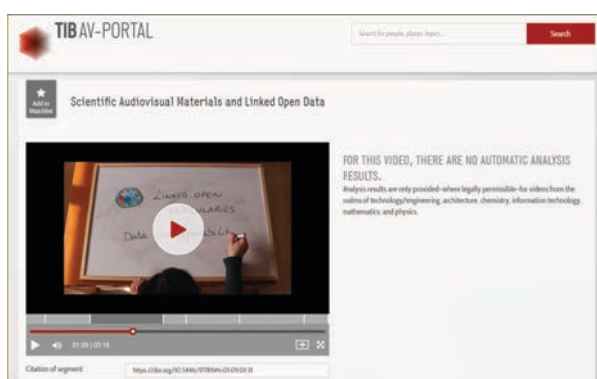 TIB AV-PORTAL
Search for people, places, topics...
Search
Add to
Watchlist
Scientific Audiovisual Materials and Linked Open Data
FOR THIS VIDEO, THERE ARE NO AUTOMATIC ANALYSIS
RESULTS.
Analysis results are only provided–where legally permissible–for videos from the
realms of technology/engineering, architecture, chemistry, information technology,
mathematics, and physics.
LINKED OPEN
Data
01:09 | 03:19
Citation of segment